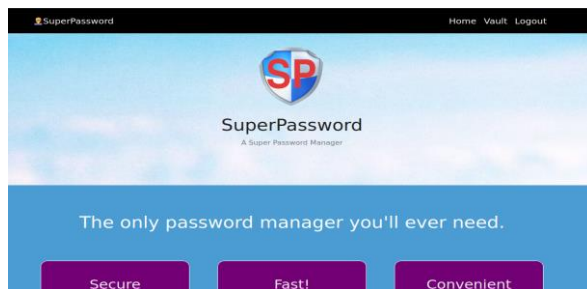 SuperPassword
Home Vault Logout
SP
SuperPassword
A Super Password Manager
The only password manager you'll ever need.
Secure
Fast!
Convenient